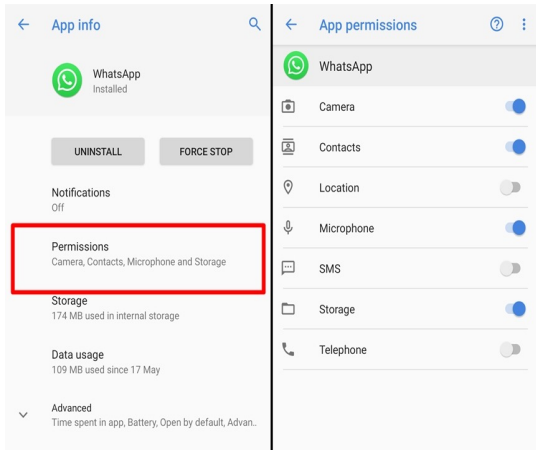 App info
WhatsApp
Installed
UNINSTALL
FORCE STOP
Notifications
Off
Permissions
Camera, Contacts, Microphone and Storage
Storage
174 MB used in internal storage
Data usage
109 MB used since 17 May
Advanced
Time spent in app, Battery, Open by default, Advan..
App permissions
WhatsApp
Camera
Contacts
Location
Microphone
SMS
Storage
Telephone